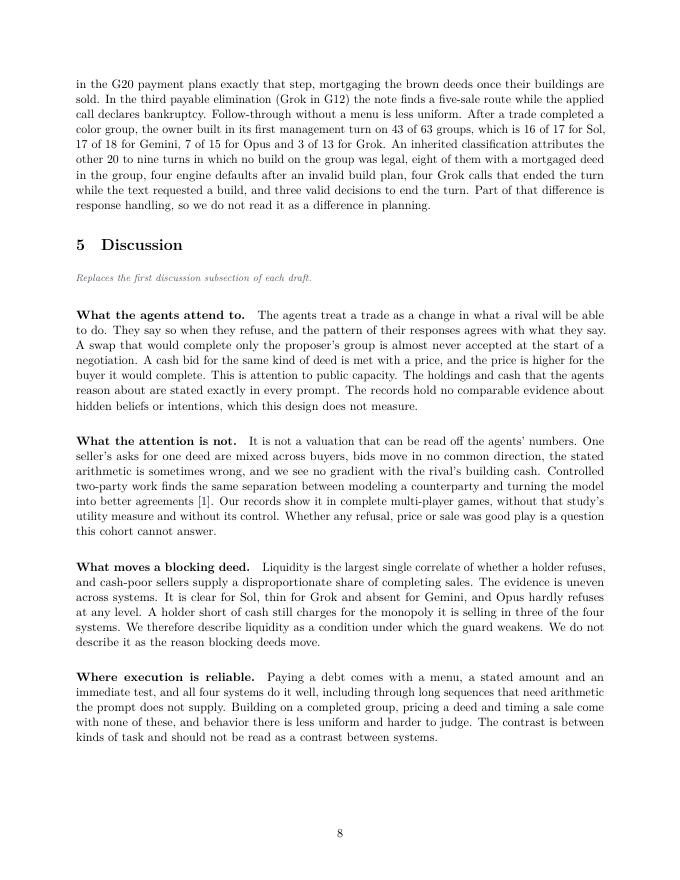 in the G20 payment plans exactly that step, mortgaging the brown deeds once their buildings are
sold. In the third payable elimination (Grok in G12) the note finds a five-sale route while the applied
call declares bankruptcy. Follow-through without a menu is less uniform. After a trade completed a
color group, the owner built in its first management turn on 43 of 63 groups, which is 16 of 17 for Sol,
17 of 18 for Gemini, 7 of 15 for Opus and 3 of 13 for Grok. An inherited classification attributes the
other 20 to nine turns in which no build on the group was legal, eight of them with a mortgaged deed
in the group, four engine defaults after an invalid build plan, four Grok calls that ended the turn
while the text requested a build, and three valid decisions to end the turn. Part of that difference is
response handling, so we do not read it as a difference in planning.
5 Discussion
Replaces the first discussion subsection of each draft.
What the agents attend to. The agents treat a trade as a change in what a rival will be able
to do. They say so when they refuse, and the pattern of their responses agrees with what they say.
A swap that would complete only the proposer's group is almost never accepted at the start of a
negotiation. A cash bid for the same kind of deed is met with a price, and the price is higher for the
buyer it would complete. This is attention to public capacity. The holdings and cash that the agents
reason about are stated exactly in every prompt. The records hold no comparable evidence about
hidden beliefs or intentions, which this design does not measure.
What the attention is not. It is not a valuation that can be read off the agents' numbers. One
seller's asks for one deed are mixed across buyers, bids move in no common direction, the stated
arithmetic is sometimes wrong, and we see no gradient with the rival's building cash. Controlled
two-party work finds the same separation between modeling a counterparty and turning the model
into better agreements [1]. Our records show it in complete multi-player games, without that study's
utility measure and without its control. Whether any refusal, price or sale was good play is a question
this cohort cannot answer.
What moves a blocking deed. Liquidity is the largest single correlate of whether a holder refuses,
and cash-poor sellers supply a disproportionate share of completing sales. The evidence is uneven
across systems. It is clear for Sol, thin for Grok and absent for Gemini, and Opus hardly refuses
at any level. A holder short of cash still charges for the monopoly it is selling in three of the four
systems. We therefore describe liquidity as a condition under which the guard weakens. We do not
describe it as the reason blocking deeds move.
Where execution is reliable. Paying a debt comes with a menu, a stated amount and an
immediate test, and all four systems do it well, including through long sequences that need arithmetic
the prompt does not supply. Building on a completed group, pricing a deed and timing a sale come
with none of these, and behavior there is less uniform and harder to judge. The contrast is between
kinds of task and should not be read as a contrast between systems.
8